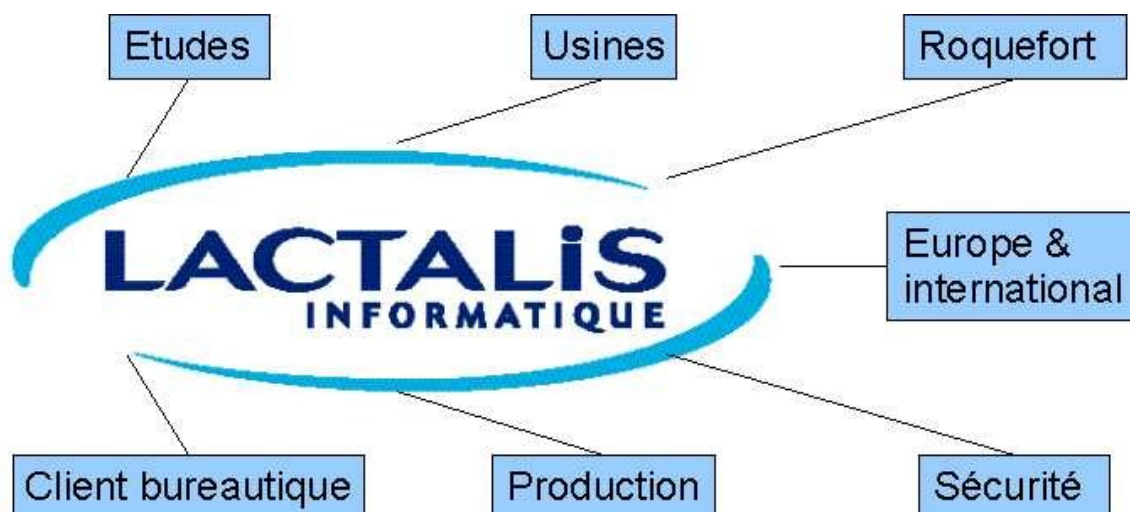 Etudes
Usines
Roquefort
LACTALiS
INFORMATIQUE
Europe &
international
Client bureautique
Production
Sécurité